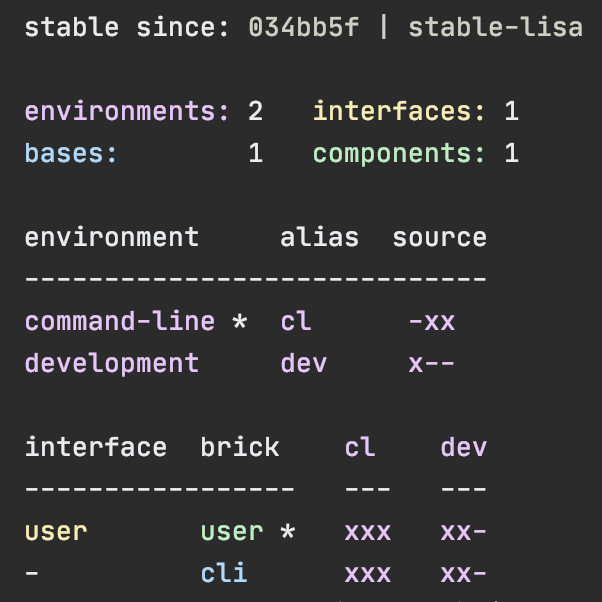 stable since: 034bb5f | stable-lisa
environments: 2 interfaces: 1
bases: 1 components: 1
environment alias source
-----------------------------
command-line * cl -xx
development dev x--
interface brick cl dev
----------------- --- ---
user user * xxx xx-
- cli xxx xx-